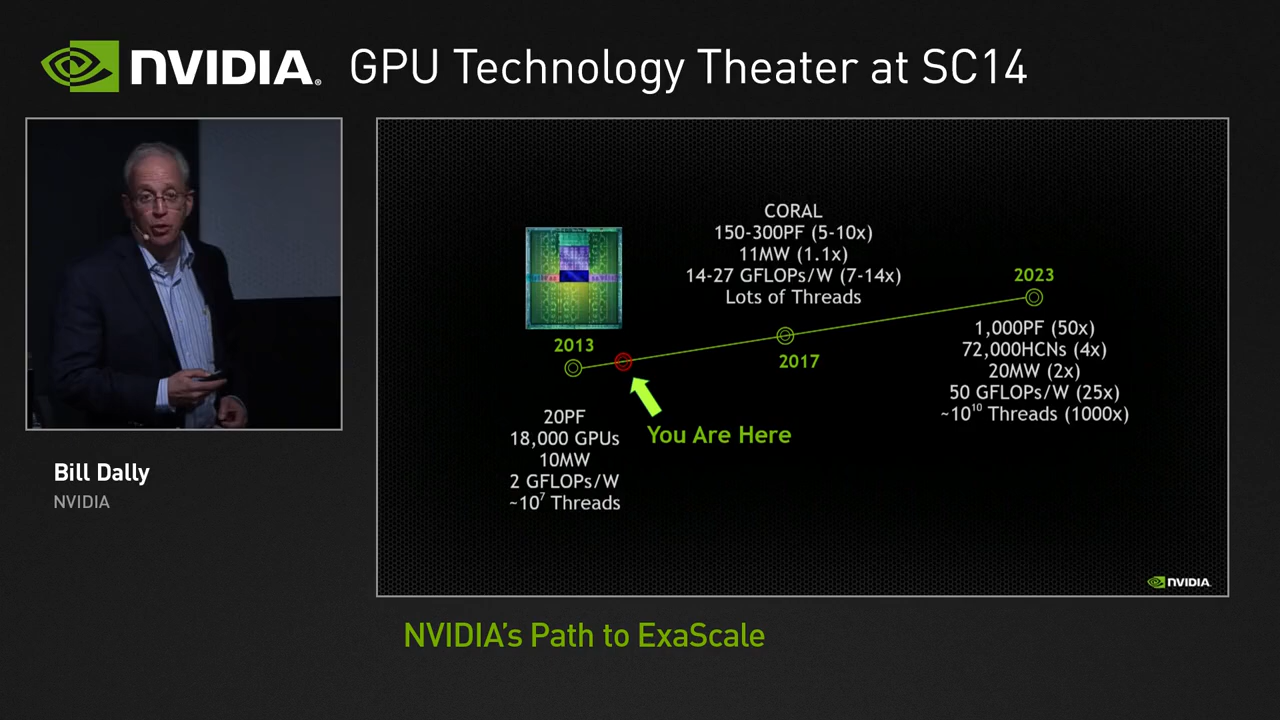 NVIDIA. GPU Technology Theater at SC14
CORAL
150-300PF (5-10x)
11MW (1.1x)
14-27 GFLOPs/W (7-14x)
Lots of Threads
2013
2017
2023
You Are Here
20PF
18,000 GPUs
10MW
2 GFLOPs/W
~10⁷ Threads
1,000PF (50x)
72,000HCNs (4x)
20MW (2x)
50 GFLOPs/W (25x)
~10¹⁰ Threads (1000x)
NVIDIA.
Bill Dally
NVIDIA
NVIDIA's Path to ExaScale